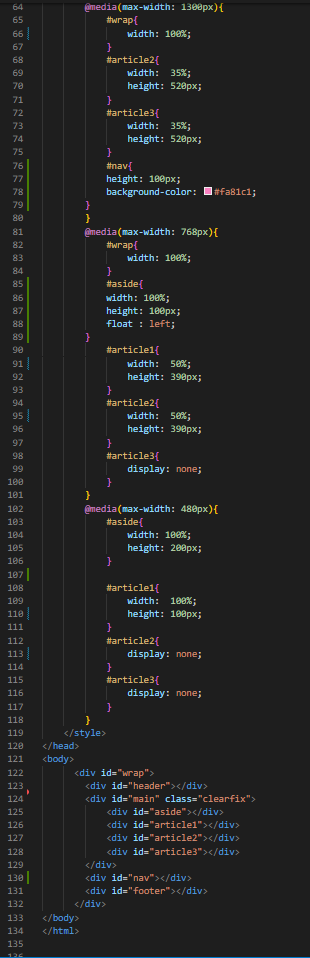 64 @media(max-width: 1300px){
65 #wrap{
66 width: 100%;
67 }
68 #article2{
69 width:  35%;
70 height: 520px;
71 }
72 #article3{
73 width:  35%;
74 height: 520px;
75 }
76 #nav{
77 height: 100px;
78 background-color: #fa81c1;
79 }
80 }
81 @media(max-width: 768px){
82 #wrap{
83 width: 100%;
84 }
85 #aside{
86 width: 100%;
87 height: 100px;
88 float : left;
89 }
90 #article1{
91 width:  50%;
92 height: 390px;
93 }
94 #article2{
95 width:  50%;
96 height: 390px;
97 }
98 #article3{
99 display: none;
100 }
101 }
102 @media(max-width: 480px){
103 #aside{
104 width: 100%;
105 height: 200px;
106 }
107
108 #article1{
109 width:  100%;
110 height: 100px;
111 }
112 #article2{
113 display: none;
114 }
115 #article3{
116 display: none;
117 }
118 }
119 </style>
120 </head>
121 <body>
122 <div id="wrap">
123 <div id="header"></div>
124 <div id="main" class="clearfix">
125 <div id="aside"></div>
126 <div id="article1"></div>
127 <div id="article2"></div>
128 <div id="article3"></div>
129 </div>
130 <div id="nav"></div>
131 <div id="footer"></div>
132 </div>
133 </body>
134 </html>
135